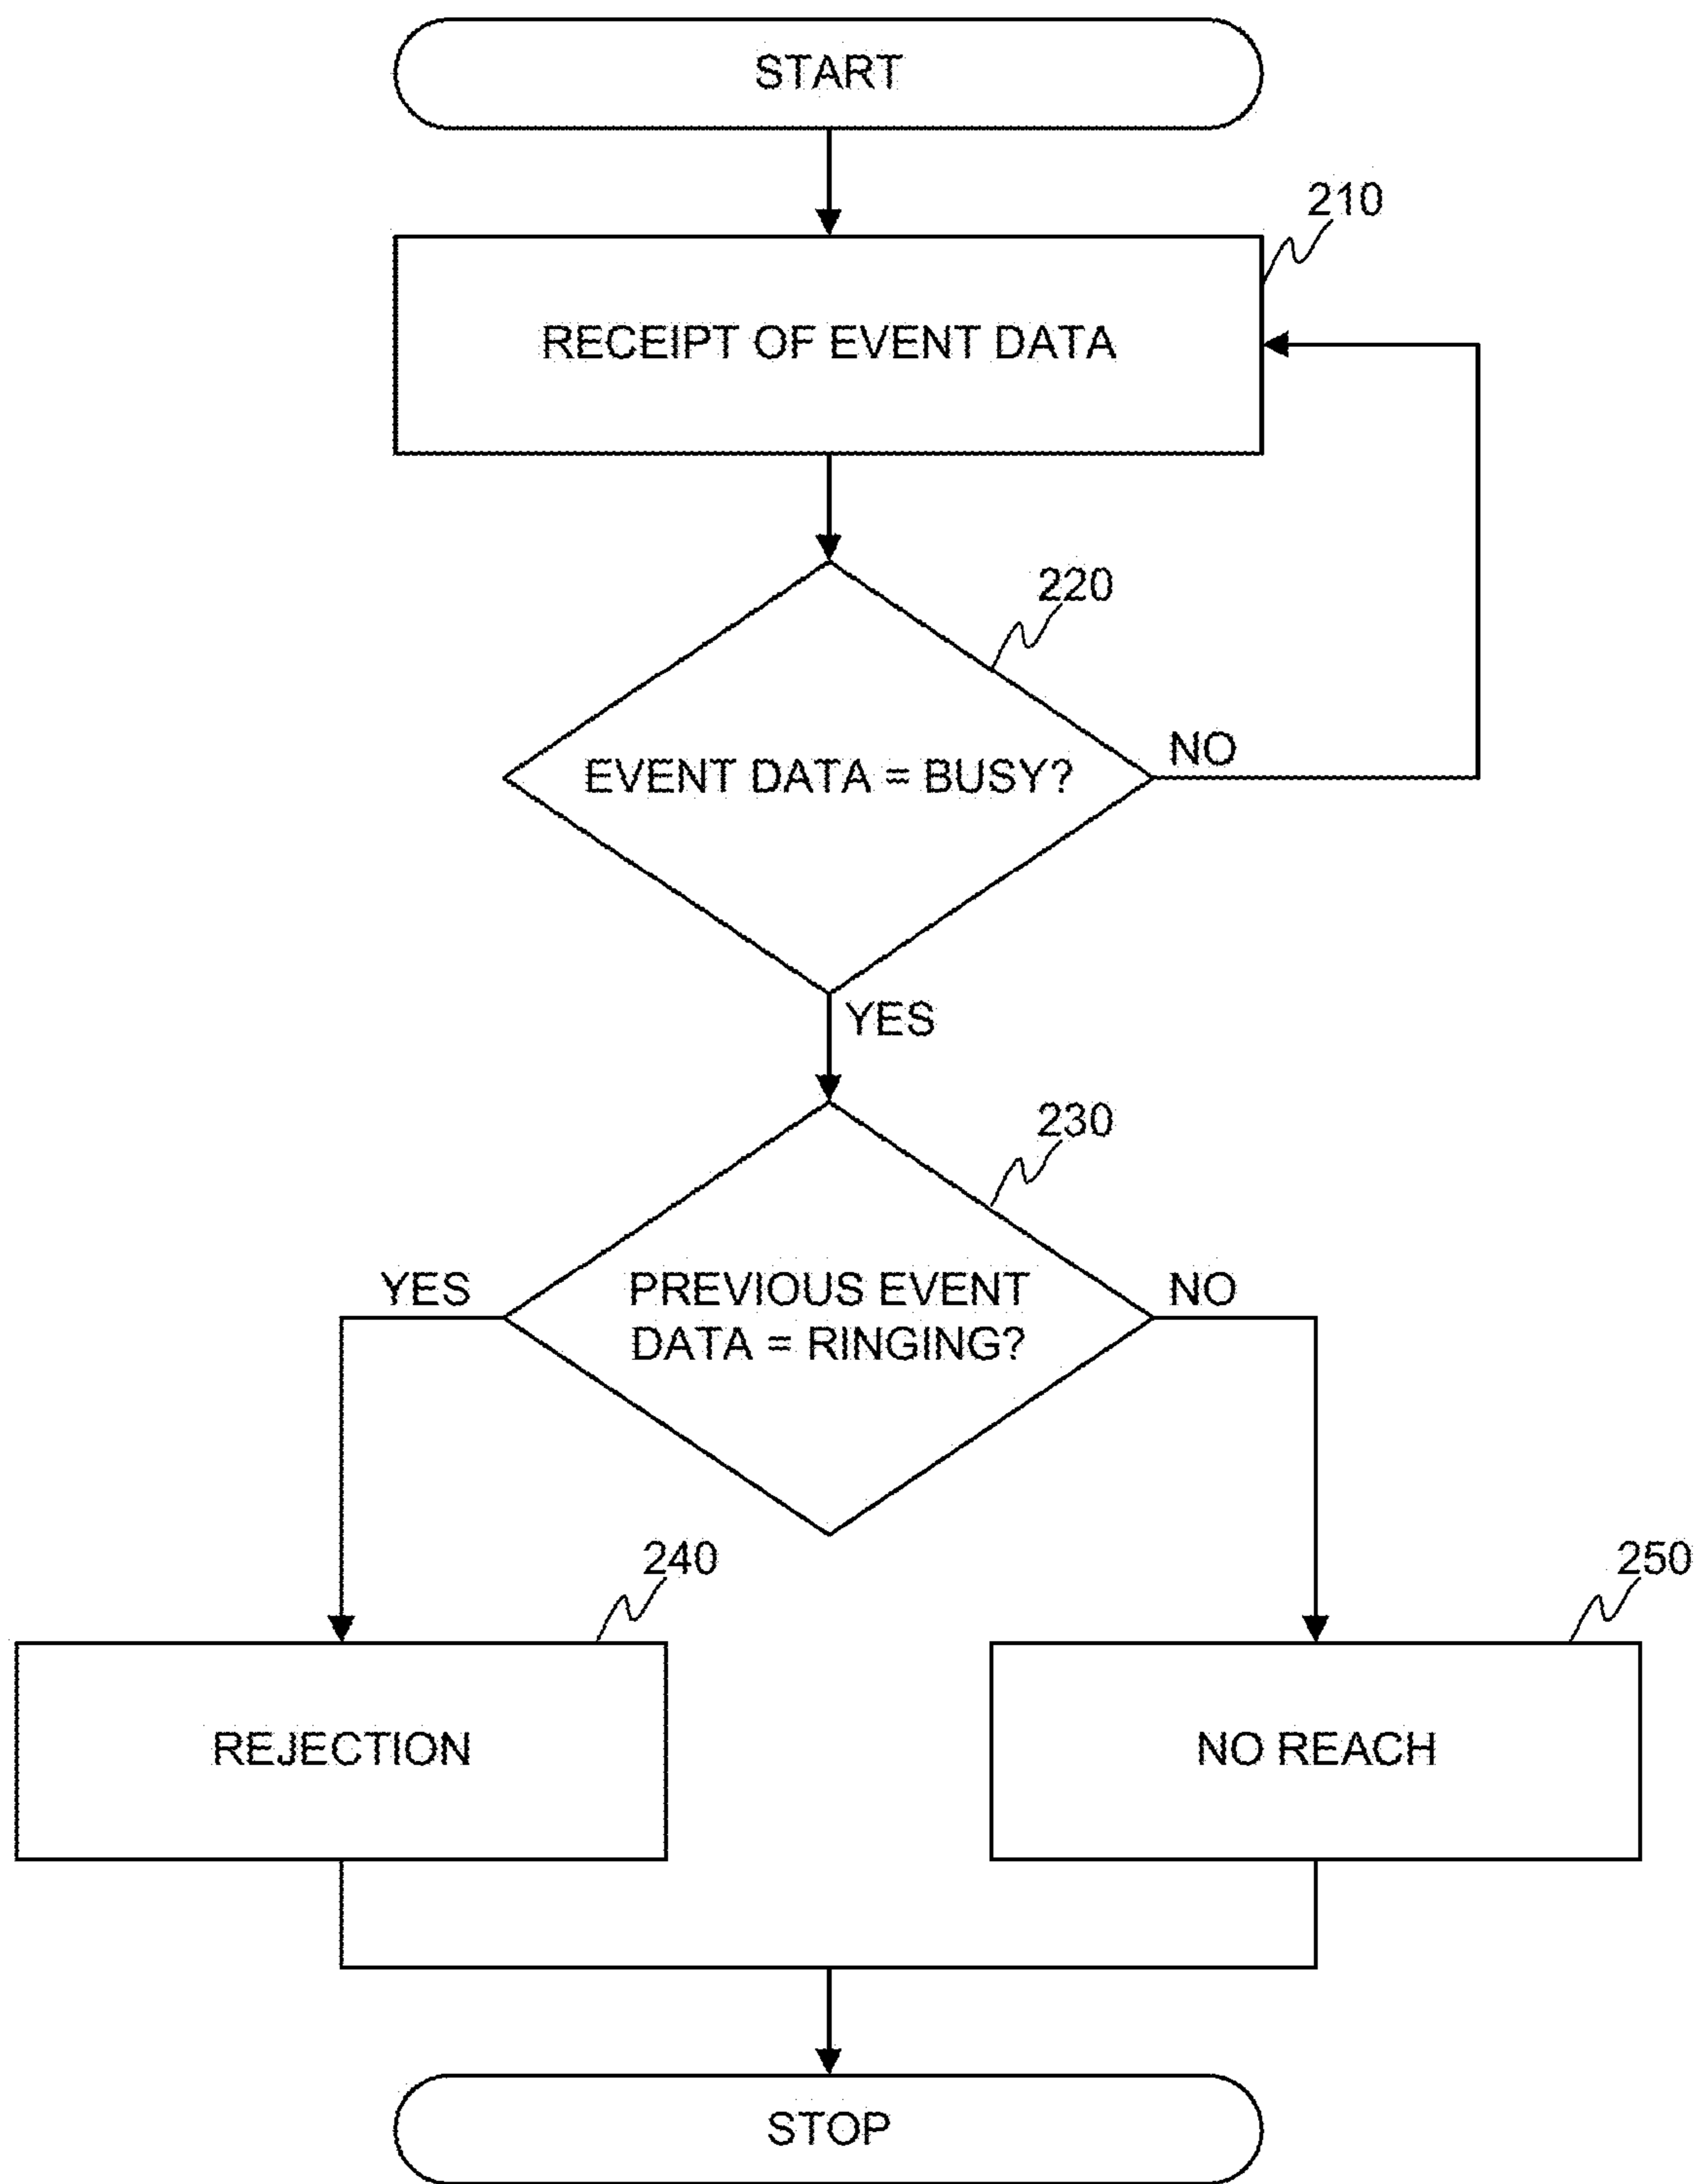 START
210
RECEIPT OF EVENT DATA
220
EVENT DATA = BUSY?
NO
YES
230
YES
PREVIOUS EVENT
DATA = RINGING?
NO
240
250
REJECTION
NO REACH
STOP